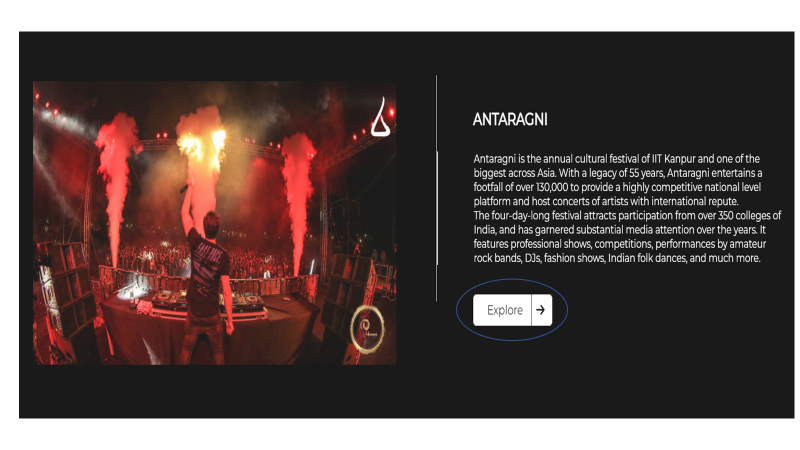 ANTARAGNI
Antaragni is the annual cultural festival of IIT Kanpur and one of the
biggest across Asia. With a legacy of 55 years, Antaragni entertains a
footfall of over 130,000 to provide a highly competitive national level
platform and host concerts of artists with international repute.
The four-day-long festival attracts participation from over 350 colleges of
India, and has garnered substantial media attention over the years. It
features professional shows, competitions, performances by amateur
rock bands, DJs, fashion shows, Indian folk dances, and much more.
Explore →